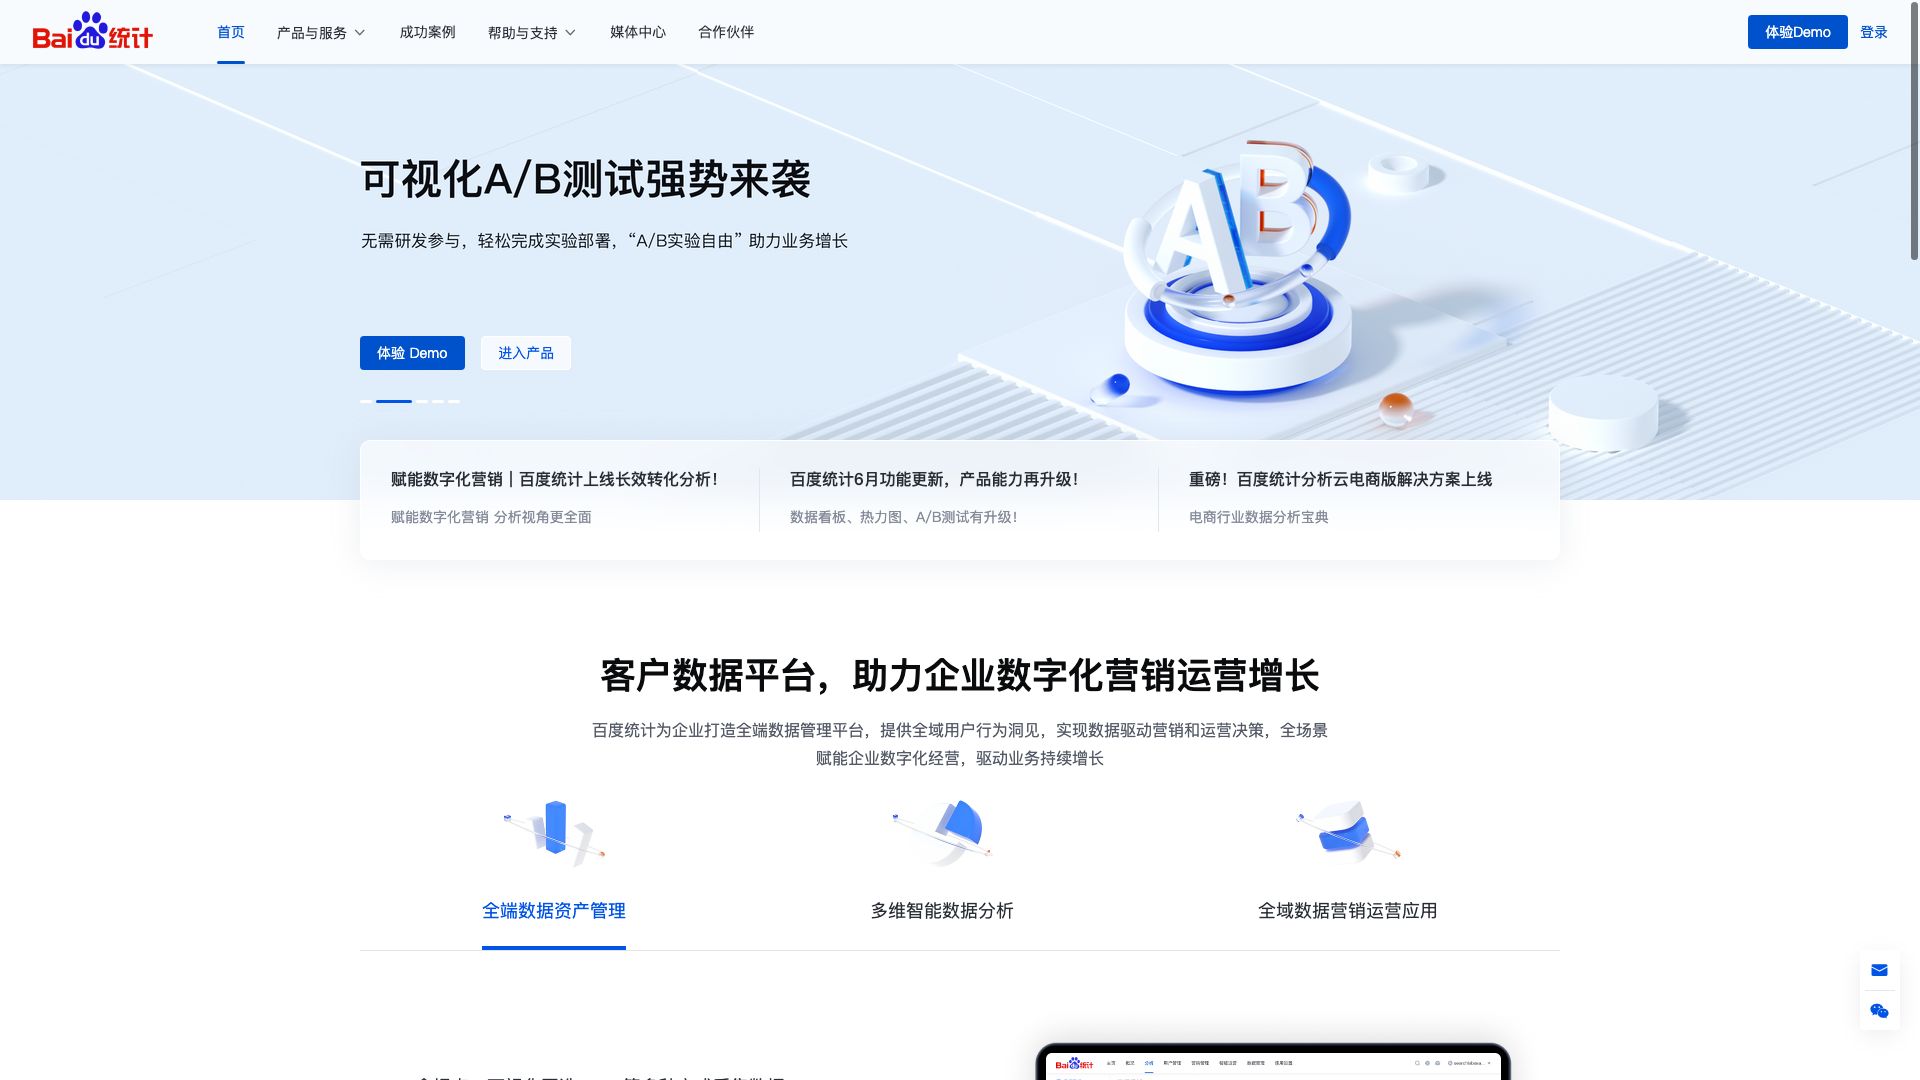 Bai du 统计
首页
产品与服务
成功案例
帮助与支持
媒体中心
合作伙伴
体验Demo
登录
可视化A/B测试强势来袭
无需研发参与，轻松完成实验部署，“A/B实验自由” 助力业务增长
AB
体验 Demo
进入产品
赋能数字化营销｜百度统计上线长效转化分析！
赋能数字化营销 分析视角更全面
百度统计6月功能更新，产品能力再升级！
数据看板、热力图、A/B测试有升级！
重磅！百度统计分析云电商版解决方案上线
电商行业数据分析宝典
客户数据平台，助力企业数字化营销运营增长
百度统计为企业打造全端数据管理平台，提供全域用户行为洞见，实现数据驱动营销和运营决策，全场景
赋能企业数字化经营，驱动业务持续增长
全端数据资产管理
多维智能数据分析
全域数据营销运营应用
Bai du 统计